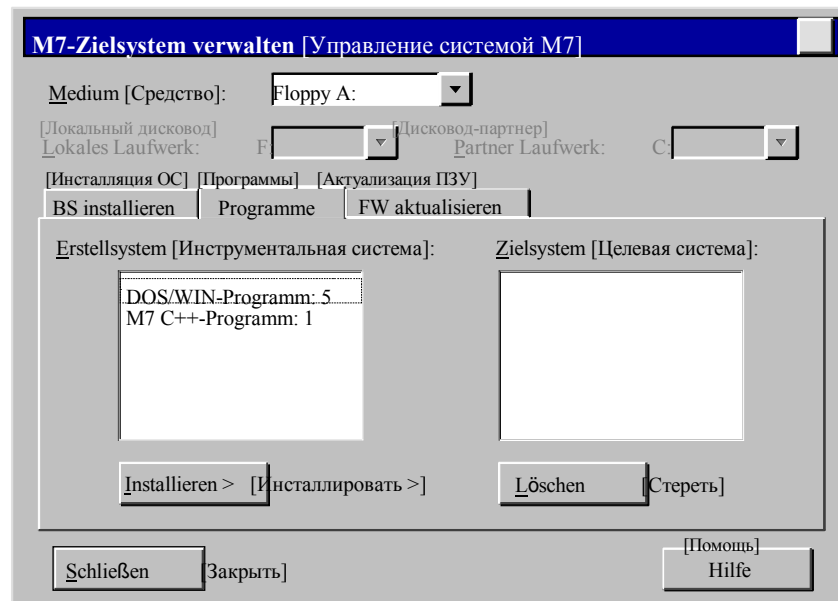 M7-Zielsystem verwalten [Управление системой M7]
Medium [Средство]: Floppy A:
[Локальный дисковод] [Дисковод-партнер]
Lokales Laufwerk: F: Partner Laufwerk: C:
[Инсталляция ОС] [Программы] [Актуализация ПЗУ]
BS installieren Programme FW aktualisieren
Erstellsystem [Инструментальная система]: Zielsystem [Целевая система]:
DOS/WIN-Programm: 5
M7 C++-Programm: 1
Installieren > [Инсталлировать >] Löschen [Стереть]
[Помощь]
Schließen [Закрыть] Hilfe